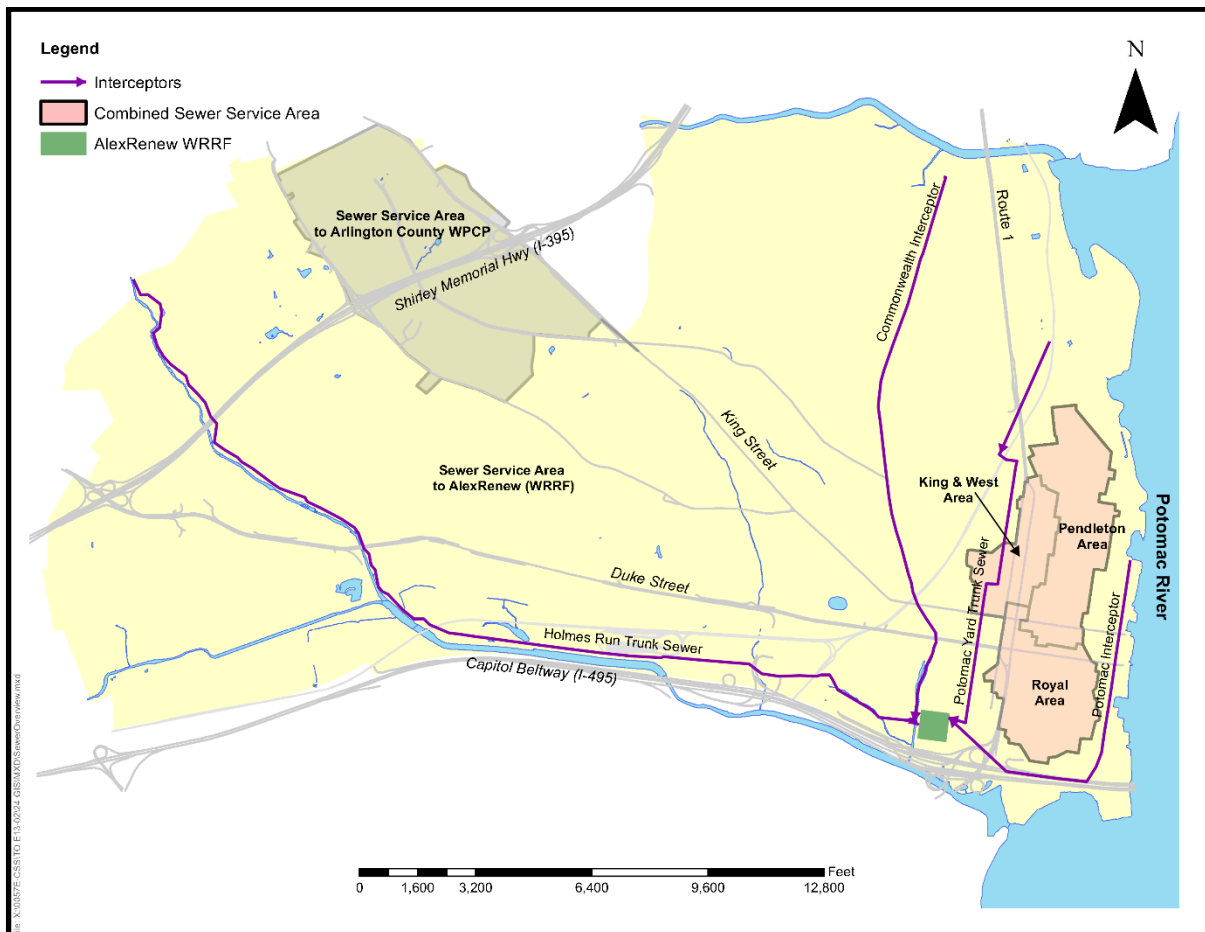 Legend
Interceptors
Combined Sewer Service Area
AlexRenew WRRF
N
Sewer Service Area
to Arlington County WPCP
Shirley Memorial Hwy (I-395)
Commonwealth Interceptor
Route 1
King Street
Sewer Service Area
to AlexRenew (WRRF)
King & West
Area
Pendleton
Area
Potomac River
Duke Street
Potomac Yard Trunk Sewer
Potomac Interceptor
Holmes Run Trunk Sewer
Capitol Beltway (I-495)
Royal
Area
Feet
0 1,600 3,200 6,400 9,600 12,800